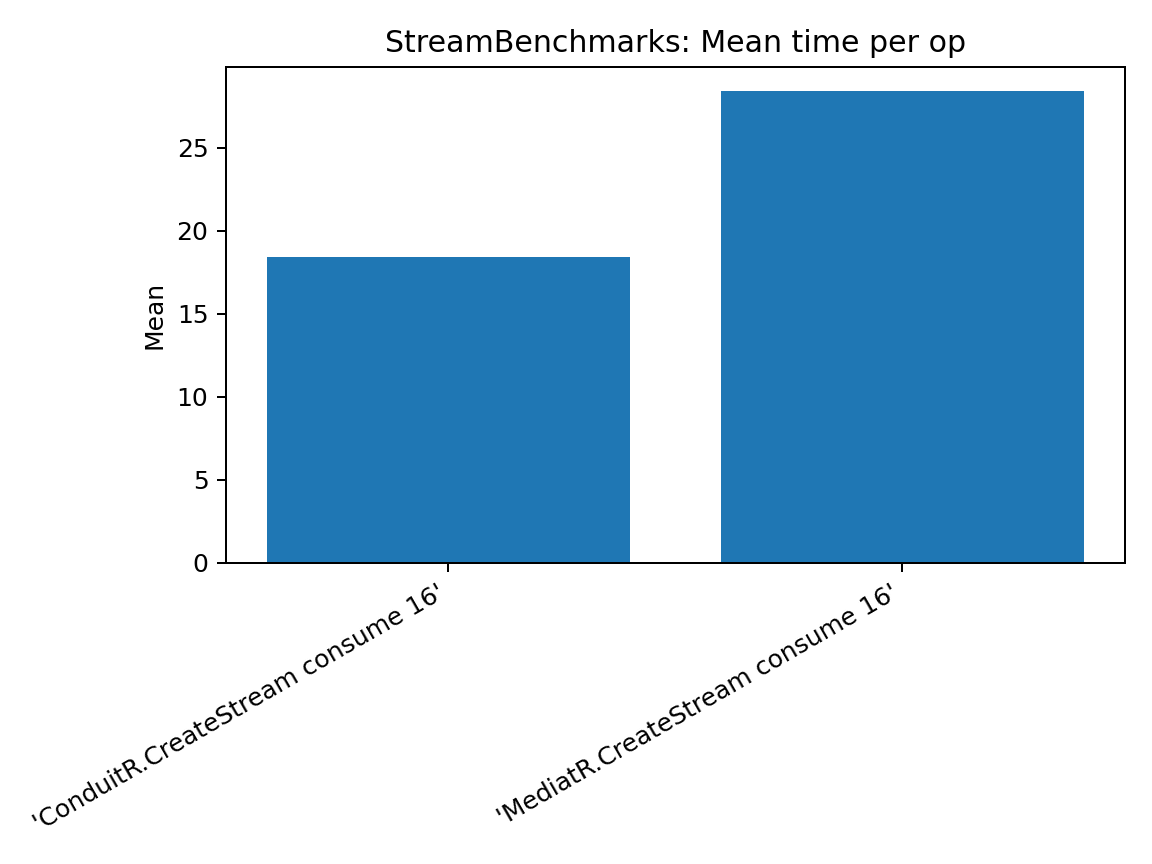 StreamBenchmarks: Mean time per op
Mean
25
20
15
10
5
0
'ConduitR.CreateStream consume 16'
'MediatR.CreateStream consume 16'